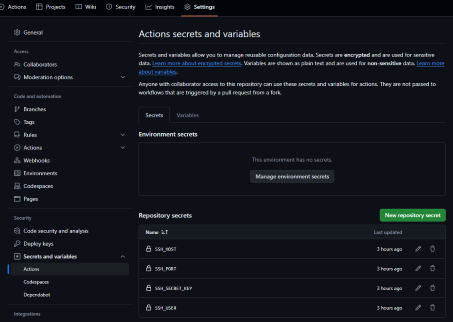 Actions
Projects
Wiki
Security
Insights
Settings
General
Access
Collaborators
Moderation options
Code and automation
Branches
Tags
Rules
Actions
Webhooks
Environments
Codespaces
Pages
Security
Code security and analysis
Deploy keys
Secrets and variables
Actions
Codespaces
Dependabot
Integrations
Actions secrets and variables
Secrets and variables allow you to manage reusable configuration data. Secrets are encrypted and are used for sensitive
data. Learn more about encrypted secrets. Variables are shown as plain text and are used for non-sensitive data. Learn more
about variables.
Anyone with collaborator access to this repository can use these secrets and variables for actions. They are not passed to
workflows that are triggered by a pull request from a fork.
Secrets
Variables
Environment secrets
This environment has no secrets.
Manage environment secrets
Repository secrets
New repository secret
Name
Last updated
SSH_HOST
3 hours ago
SSH_PORT
3 hours ago
SSH_SECRET_KEY
3 hours ago
SSH_USER
3 hours ago